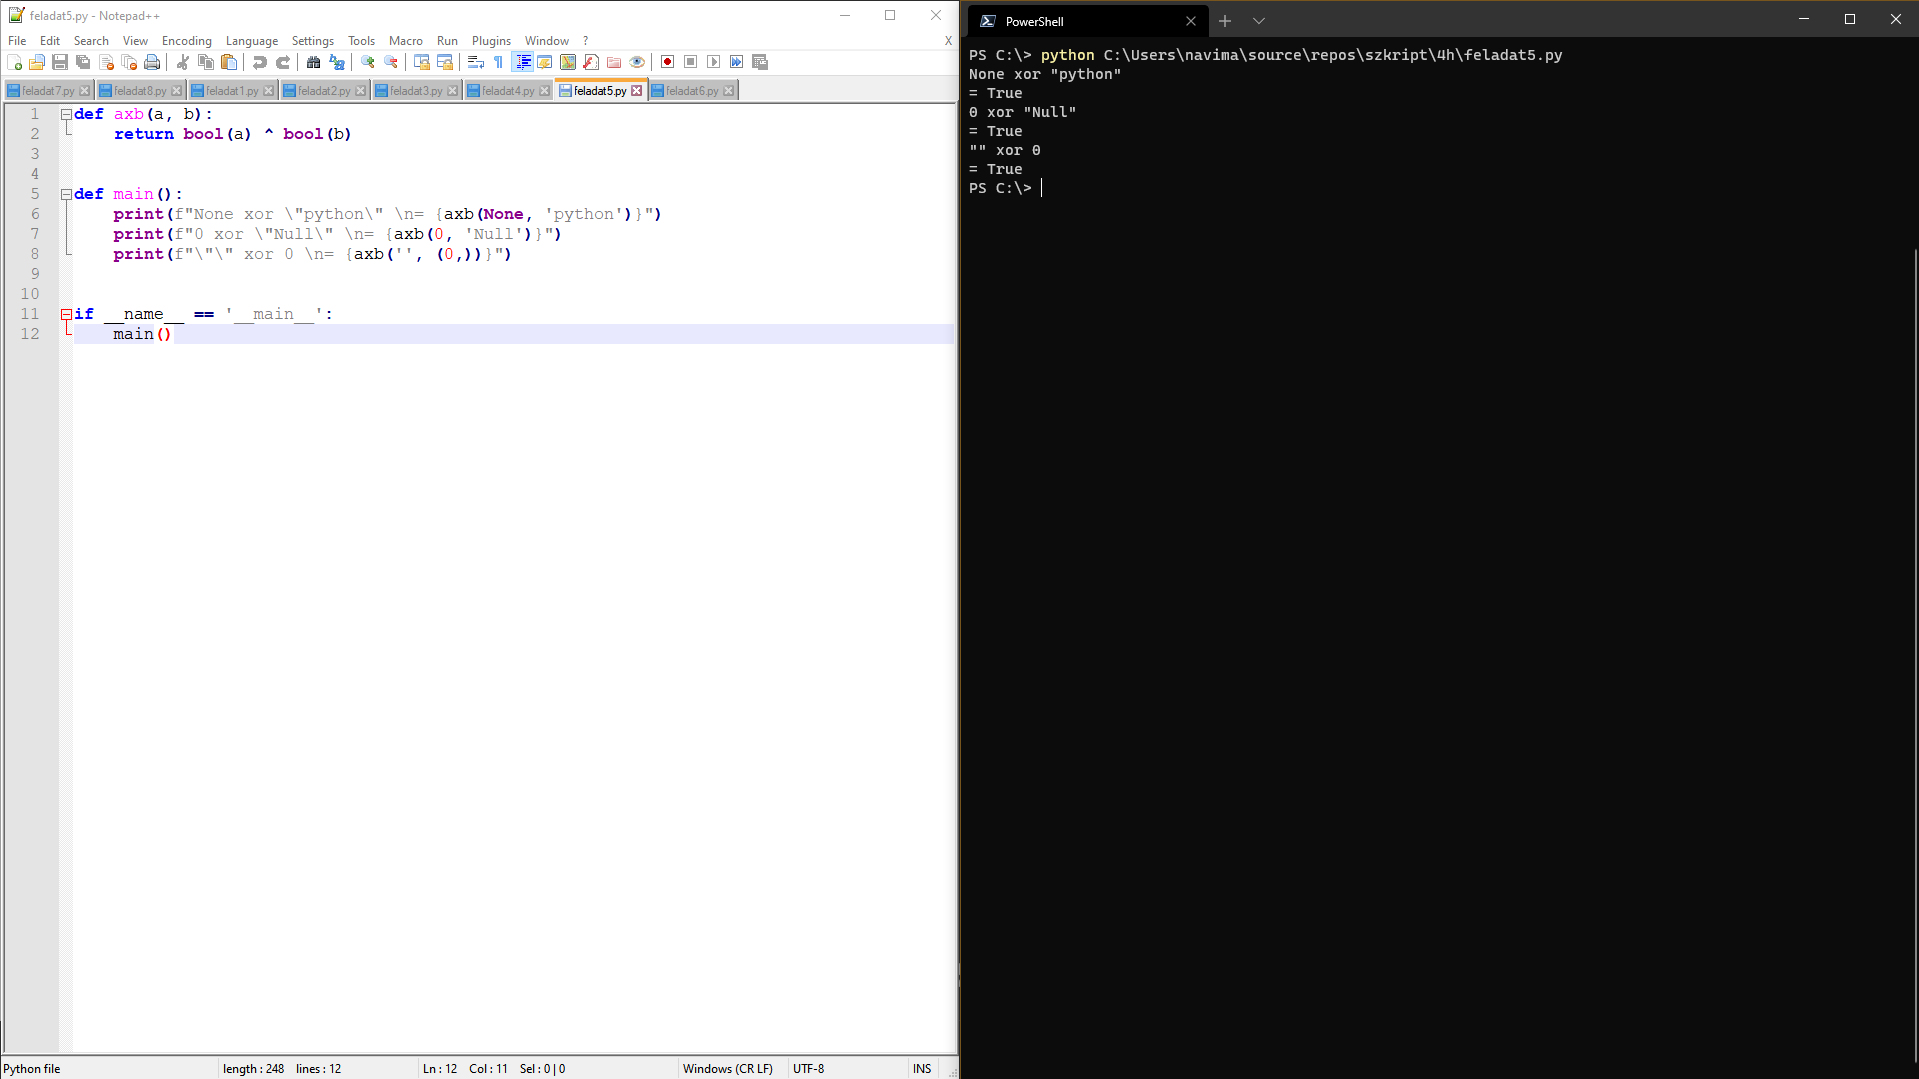 feladat5.py - Notepad++
File Edit Search View Encoding Language Settings Tools Macro Run Plugins Window ? X
feladat7.py feladat8.py feladat1.py feladat2.py feladat3.py feladat4.py feladat5.py feladat6.py
1 def axb(a, b):
2 return bool(a) ^ bool(b)
3
4
5 def main():
6 print(f"None xor \"python\" \n= {axb(None, 'python')}")
7 print(f"0 xor \"Null\" \n= {axb(0, 'Null')}")
8 print(f"\"\" xor 0 \n= {axb('', (0,))}")
9
10
11 if __name__ == '__main__':
12 main()
Python file length : 248 lines : 12 Ln : 12 Col : 11 Sel : 0 | 0 Windows (CR LF) UTF-8 INS
PowerShell
PS C:\> python C:\Users\navima\source\repos\szkript\4h\feladat5.py
None xor "python"
= True
0 xor "Null"
= True
"" xor 0
= True
PS C:\>